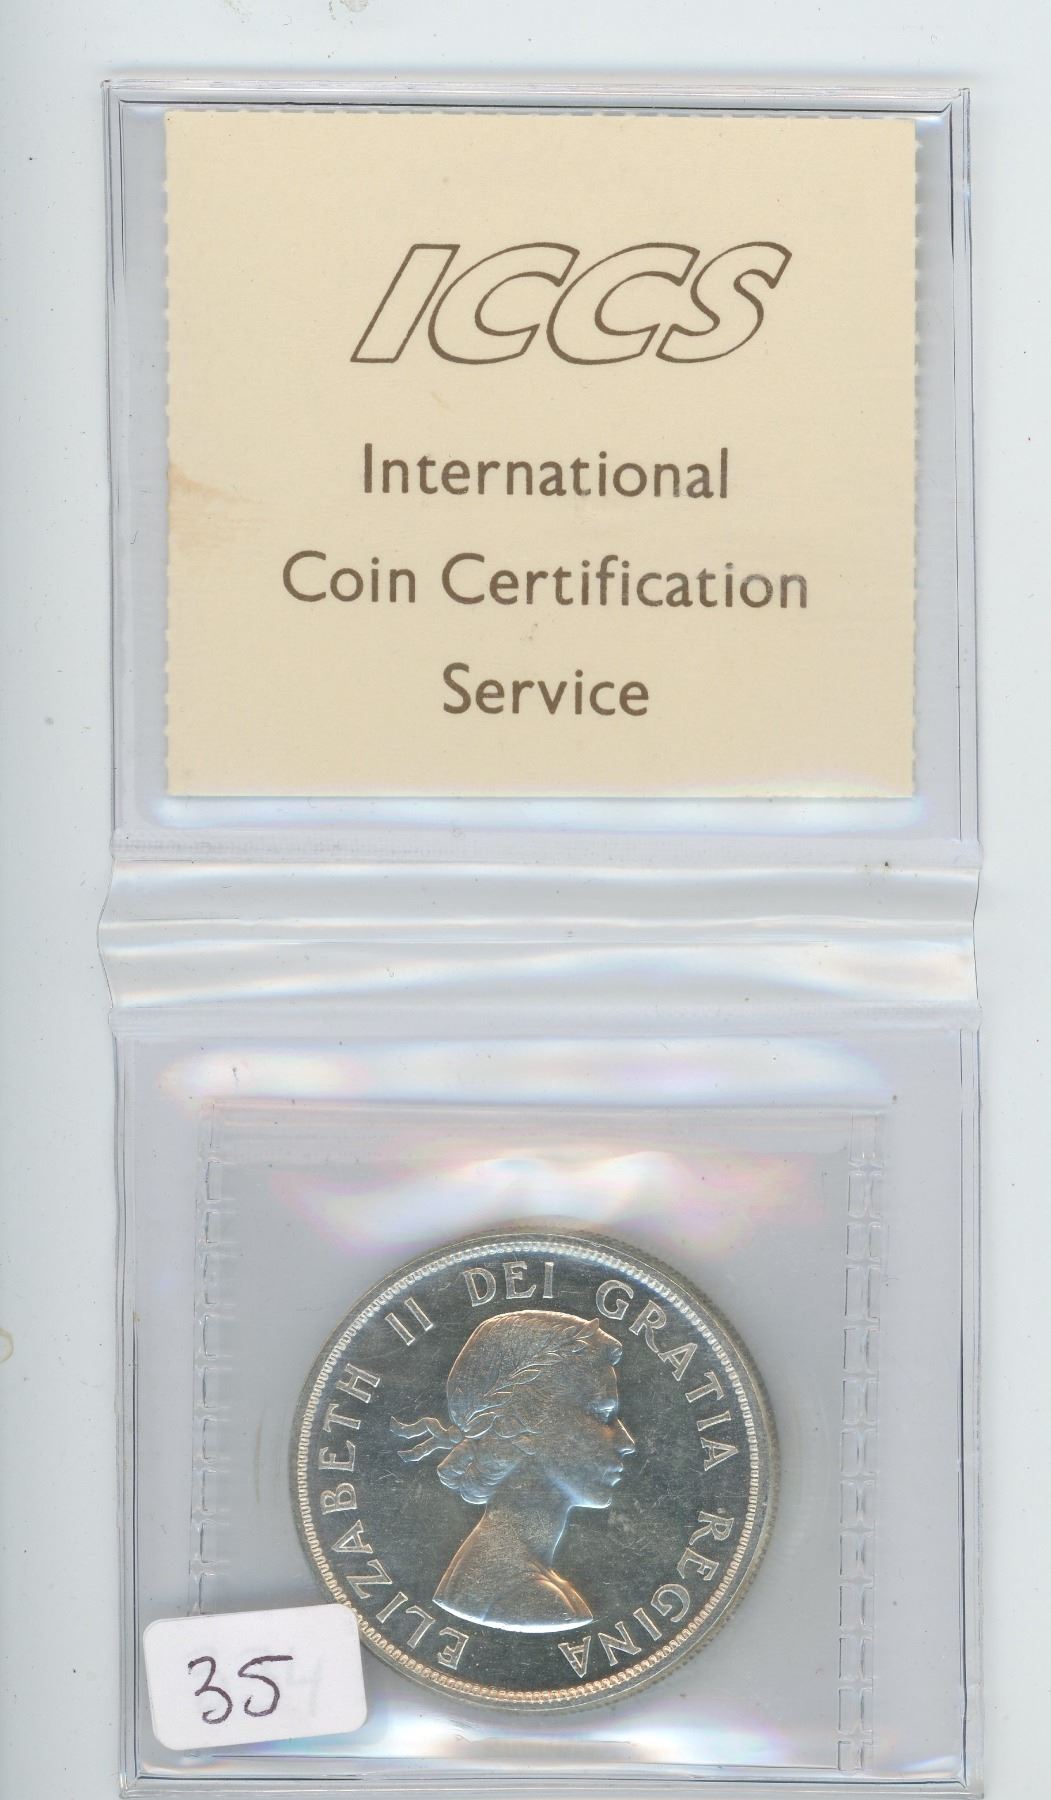 ICCS
International
Coin Certification
Service
ELIZABETH II DEI GRATIA REGINA
35